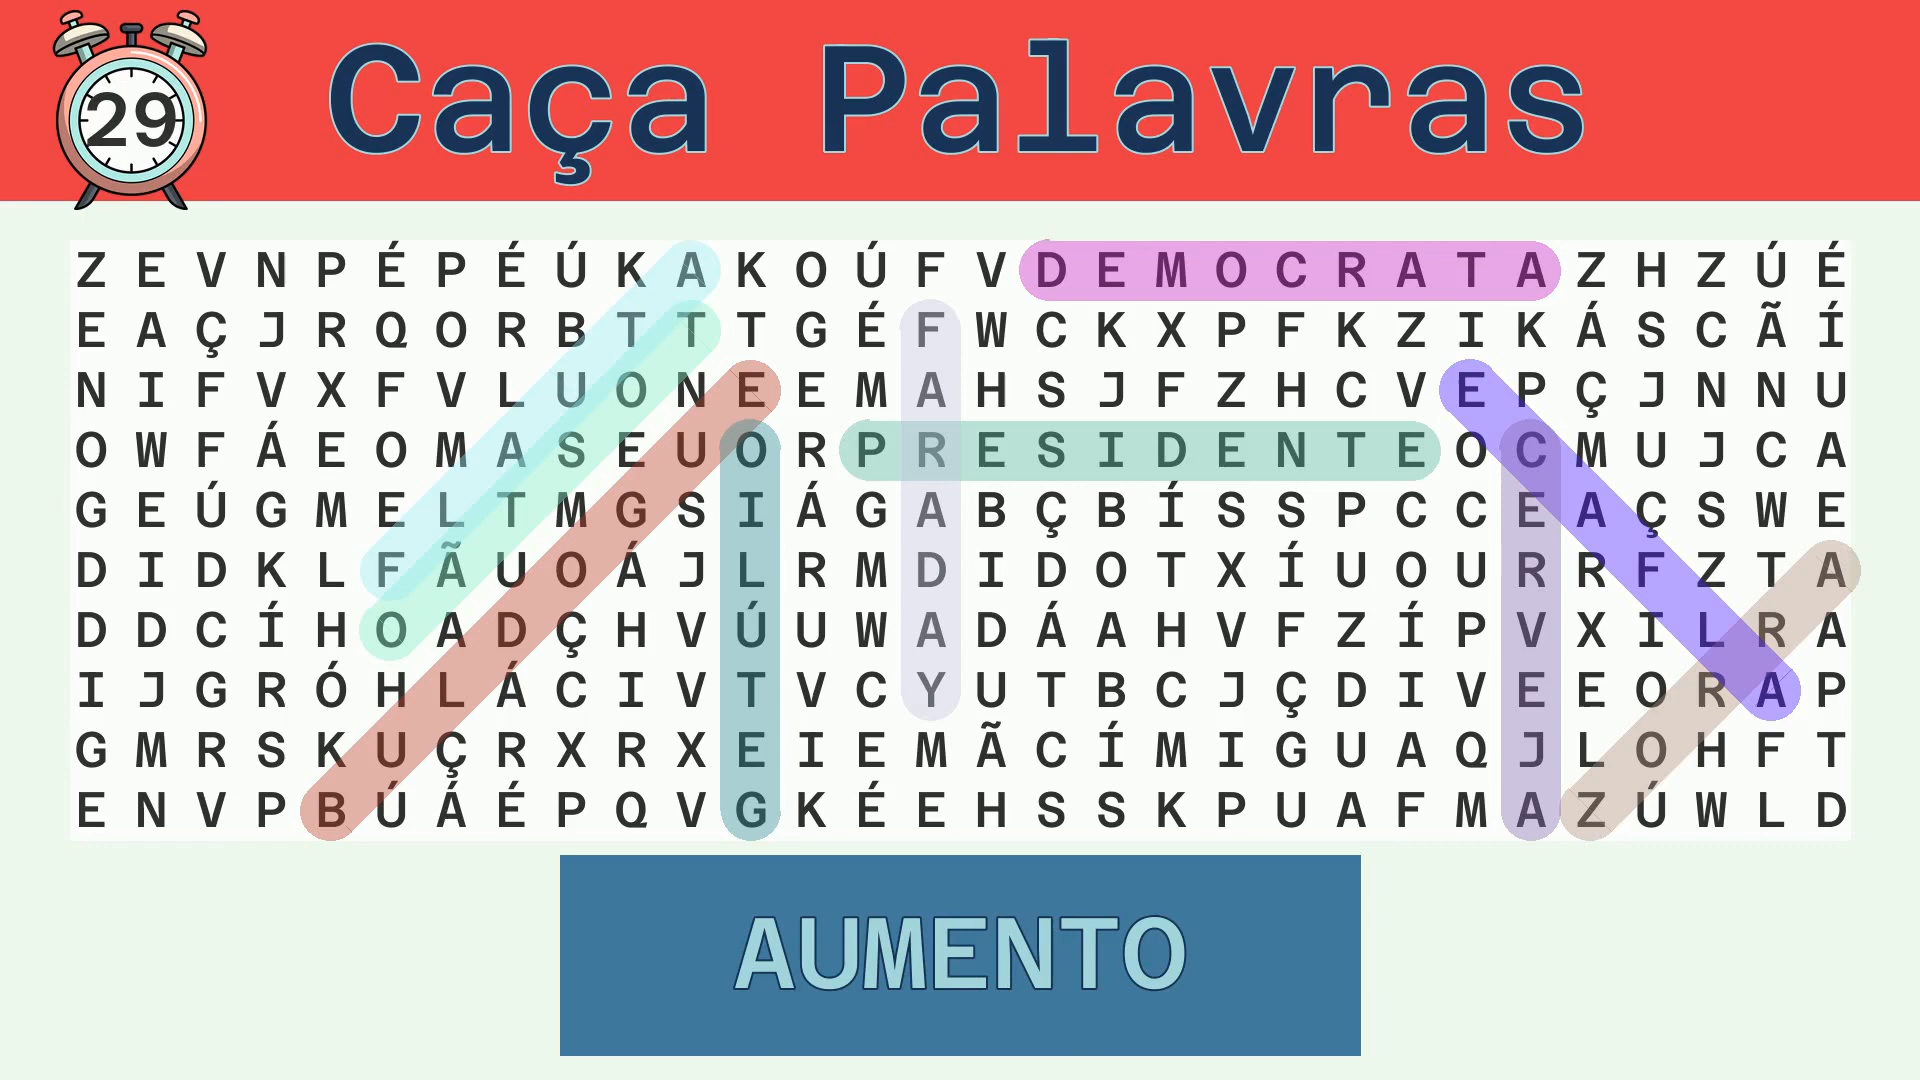 29
Caça Palavras
Z E V N P É P É Ú K A K O Ú F V D E M O C R A T A Z H Z Ú É
E A Ç J R Q O R B T T T G É F W C K X P F K Z I K Á S C Ã Í
N I F V X F V L U O N E E M A H S J F Z H C V E P Ç J N N U
O W F Á E O M A S E U O R P R E S I D E N T E O C M U J C A
G E Ú G M E L T M G S I Á G A B Ç B Í S S P C C E A Ç S W E
D I D K L F Ã U O Á J L R M D I D O T X Í U O U R R F Z T A
D D C Í H O A D Ç H V Ú U W A D Á A H V F Z Í P V X I L R A
I J G R Ó H L Á C I V T V C Y U T B C J Ç D I V E E O R A P
G M R S K U Ç R X R X E I E M Ã C Í M I G U A Q J L O H F T
E N V P B Ú Á É P Q V G K É E H S S K P U A F M A Z Ú W L D
AUMENTO